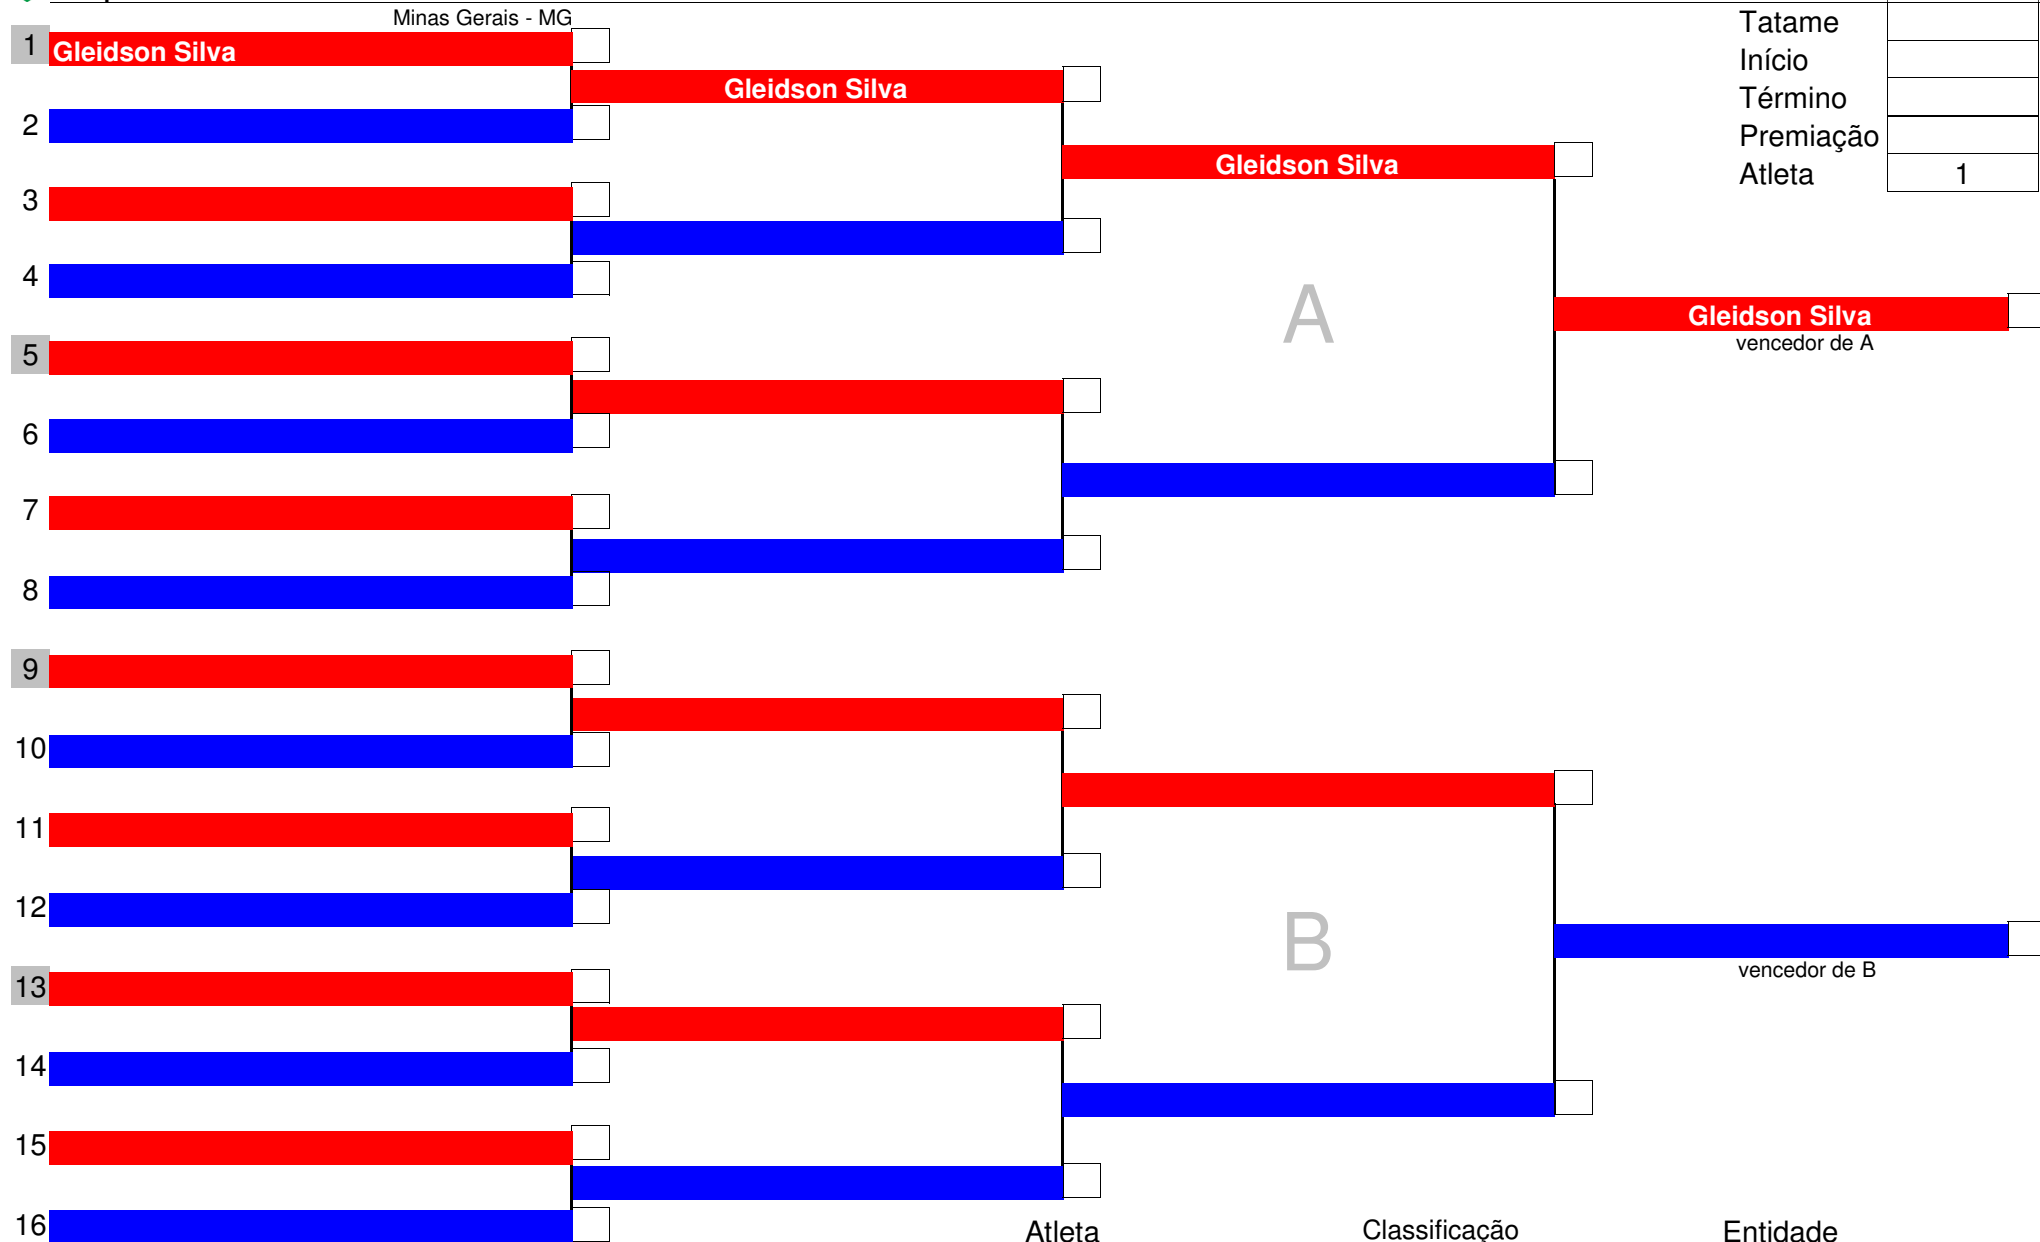 Minas Gerais - MG
Tatame
1 Gleidson Silva
Início
Gleidson Silva
Término
2
Premiação
Gleidson Silva
Atleta 1
3
4
A
Gleidson Silva
vencedor de A
5
6
7
8
9
10
11
12
B
vencedor de B
13
14
15
16
Atleta Classificação Entidade